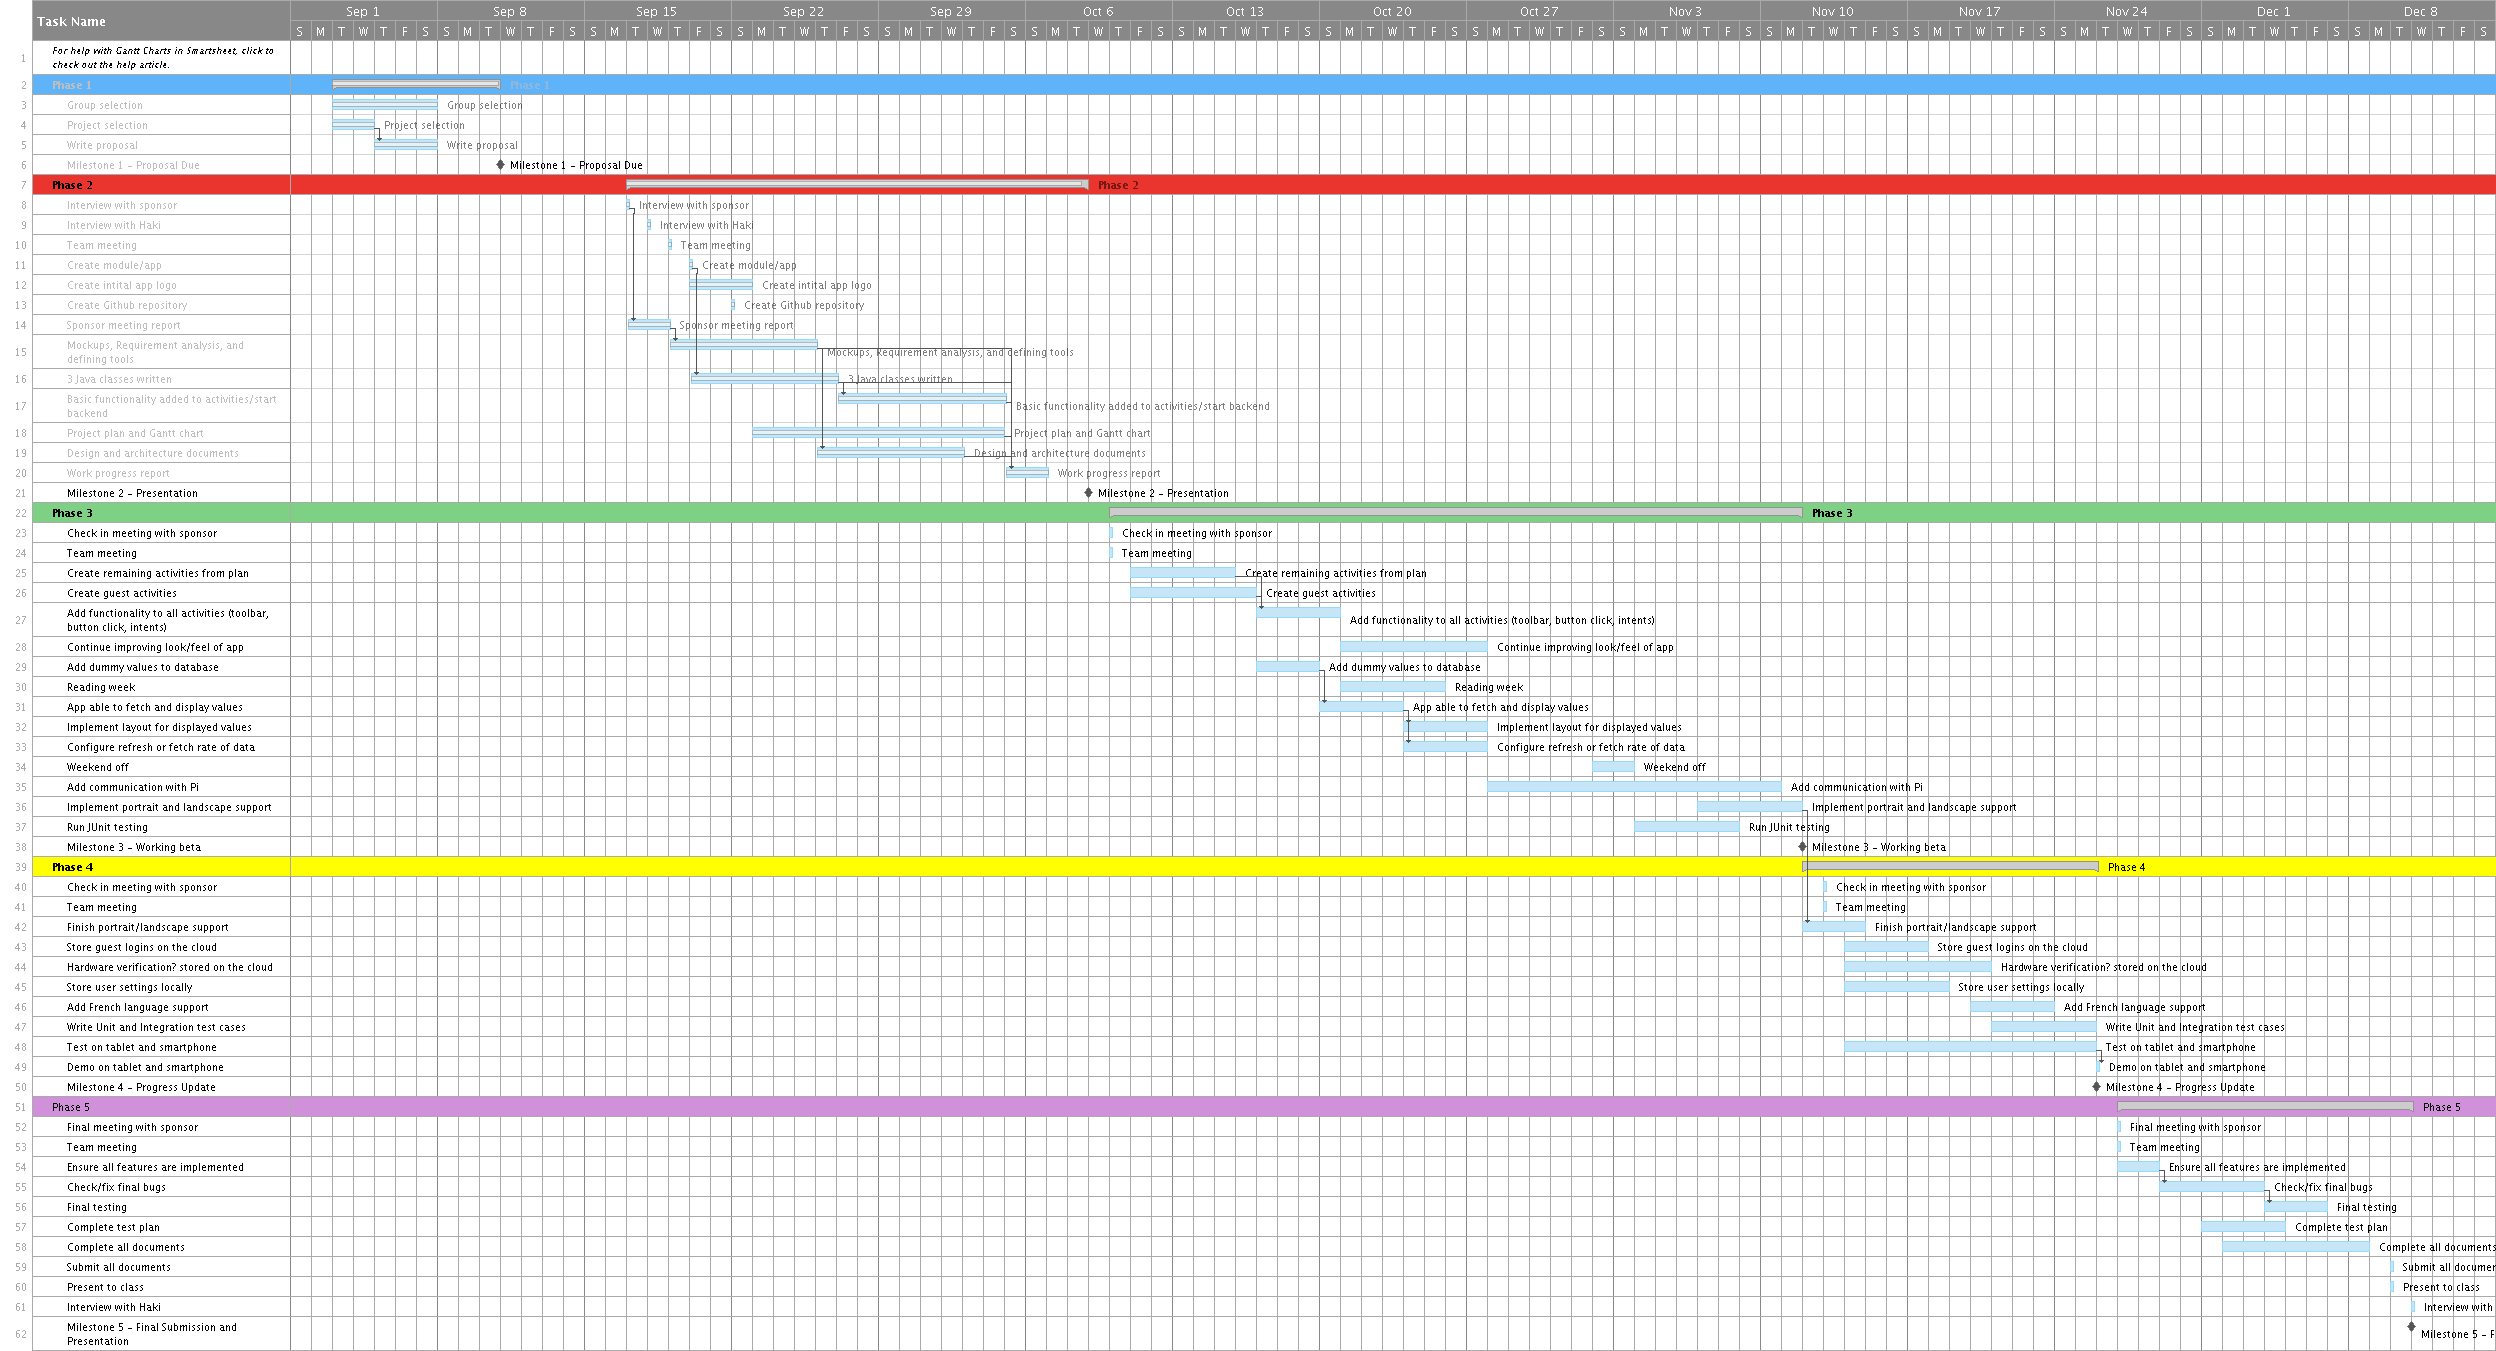 Task Name
Sep 1 Sep 8 Sep 15 Sep 22 Sep 29 Oct 6 Oct 13 Oct 20 Oct 27 Nov 3 Nov 10 Nov 17 Nov 24 Dec 1 Dec 8
S M T W T F S S M T W T F S S M T W T F S S M T W T F S S M T W T F S S M T W T F S S M T W T F S S M T W T F S S M T W T F S S M T W T F S S M T W T F S S M T W T F S S M T W T F S S M T W T F S S M T W T F S
1 For help with Gantt Charts in Smartsheet, click to
check out the help article.
2 Phase 1 Phase 1
3 Group selection Group selection
4 Project selection Project selection
5 Write proposal Write proposal
6 Milestone 1 – Proposal Due Milestone 1 – Proposal Due
7 Phase 2 Phase 2
8 Interview with sponsor Interview with sponsor
9 Interview with Haki Interview with Haki
10 Team meeting Team meeting
11 Create module/app Create module/app
12 Create intital app logo Create intital app logo
13 Create Github repository Create Github repository
14 Sponsor meeting report Sponsor meeting report
15 Mockups, Requirement analysis, and
defining tools
Mockups, Requirement analysis, and defining tools
16 3 Java classes written 3 Java classes written
17 Basic functionality added to activities/start
backend
Basic functionality added to activities/start backend
18 Project plan and Gantt chart Project plan and Gantt chart
19 Design and architecture documents Design and architecture documents
20 Work progress report Work progress report
21 Milestone 2 – Presentation Milestone 2 – Presentation
22 Phase 3 Phase 3
23 Check in meeting with sponsor Check in meeting with sponsor
24 Team meeting Team meeting
25 Create remaining activities from plan Create remaining activities from plan
26 Create guest activities Create guest activities
27 Add functionality to all activities (toolbar,
button click, intents)
Add functionality to all activities (toolbar, button click, intents)
28 Continue improving look/feel of app Continue improving look/feel of app
29 Add dummy values to database Add dummy values to database
30 Reading week Reading week
31 App able to fetch and display values App able to fetch and display values
32 Implement layout for displayed values Implement layout for displayed values
33 Configure refresh or fetch rate of data Configure refresh or fetch rate of data
34 Weekend off Weekend off
35 Add communication with Pi Add communication with Pi
36 Implement portrait and landscape support Implement portrait and landscape support
37 Run JUnit testing Run JUnit testing
38 Milestone 3 – Working beta Milestone 3 – Working beta
39 Phase 4 Phase 4
40 Check in meeting with sponsor Check in meeting with sponsor
41 Team meeting Team meeting
42 Finish portrait/landscape support Finish portrait/landscape support
43 Store guest logins on the cloud Store guest logins on the cloud
44 Hardware verification? stored on the cloud Hardware verification? stored on the cloud
45 Store user settings locally Store user settings locally
46 Add French language support Add French language support
47 Write Unit and Integration test cases Write Unit and Integration test cases
48 Test on tablet and smartphone Test on tablet and smartphone
49 Demo on tablet and smartphone Demo on tablet and smartphone
50 Milestone 4 – Progress Update Milestone 4 – Progress Update
51 Phase 5 Phase 5
52 Final meeting with sponsor Final meeting with sponsor
53 Team meeting Team meeting
54 Ensure all features are implemented Ensure all features are implemented
55 Check/fix final bugs Check/fix final bugs
56 Final testing Final testing
57 Complete test plan Complete test plan
58 Complete all documents Complete all documents
59 Submit all documents Submit all documen
60 Present to class Present to class
61 Interview with Haki Interview with
62 Milestone 5 – Final Submission and
Presentation
Milestone 5 – F